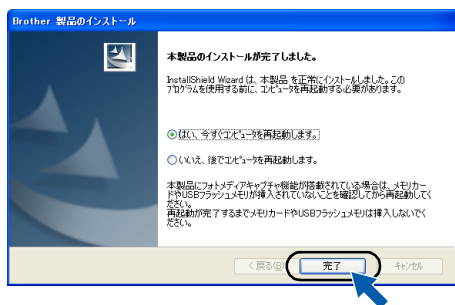 Brother 製品のインストール
本製品のインストールが完了しました。
InstallShield Wizard は、本製品 を正常にインストールしました。この
プログラムを使用する前に、コンピュータを再起動する必要があります。
はい、今すぐコンピュータを再起動します。
いいえ、後でコンピュータを再起動します。
本製品にフォトメディアキャプチャ機能が搭載されている場合は、メモリカー
ドやUSBフラッシュメモリが挿入されていないことを確認してから再起動してく
ださい。
再起動が完了するまでメモリカードやUSBフラッシュメモリは挿入しないでく
ださい。
< 戻る(B)
完了
キャンセル